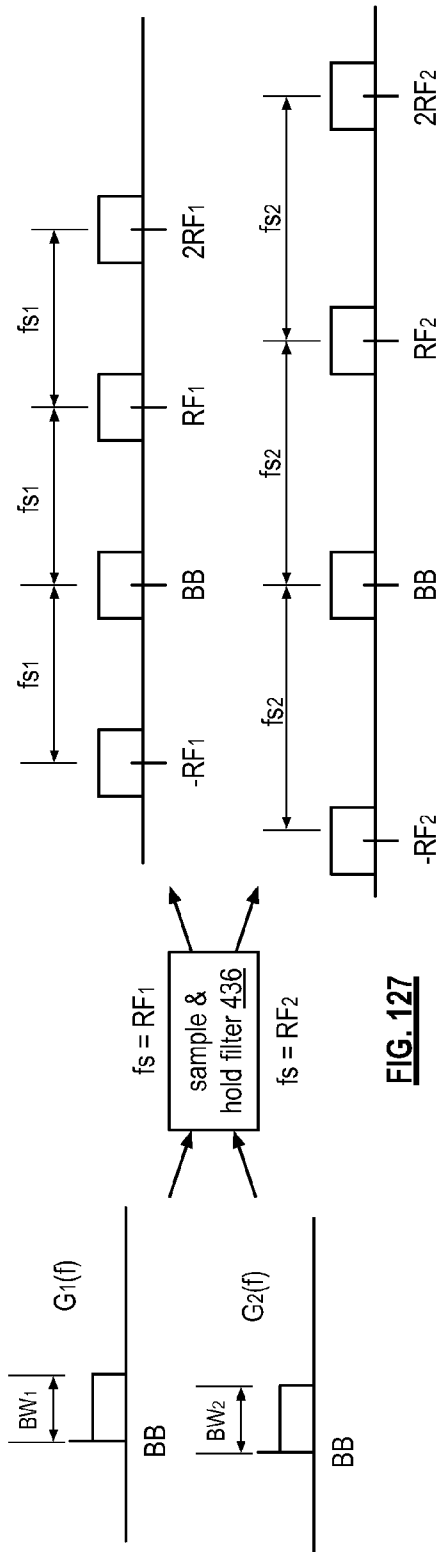 BW1
G1(f)
BB
BW2
G2(f)
BB
fs = RF1
sample &
hold filter 436
fs = RF2
fs1
fs1
fs1
-RF1
BB
RF1
2RF1
fs2
fs2
fs2
-RF2
BB
RF2
2RF2
FIG. 127